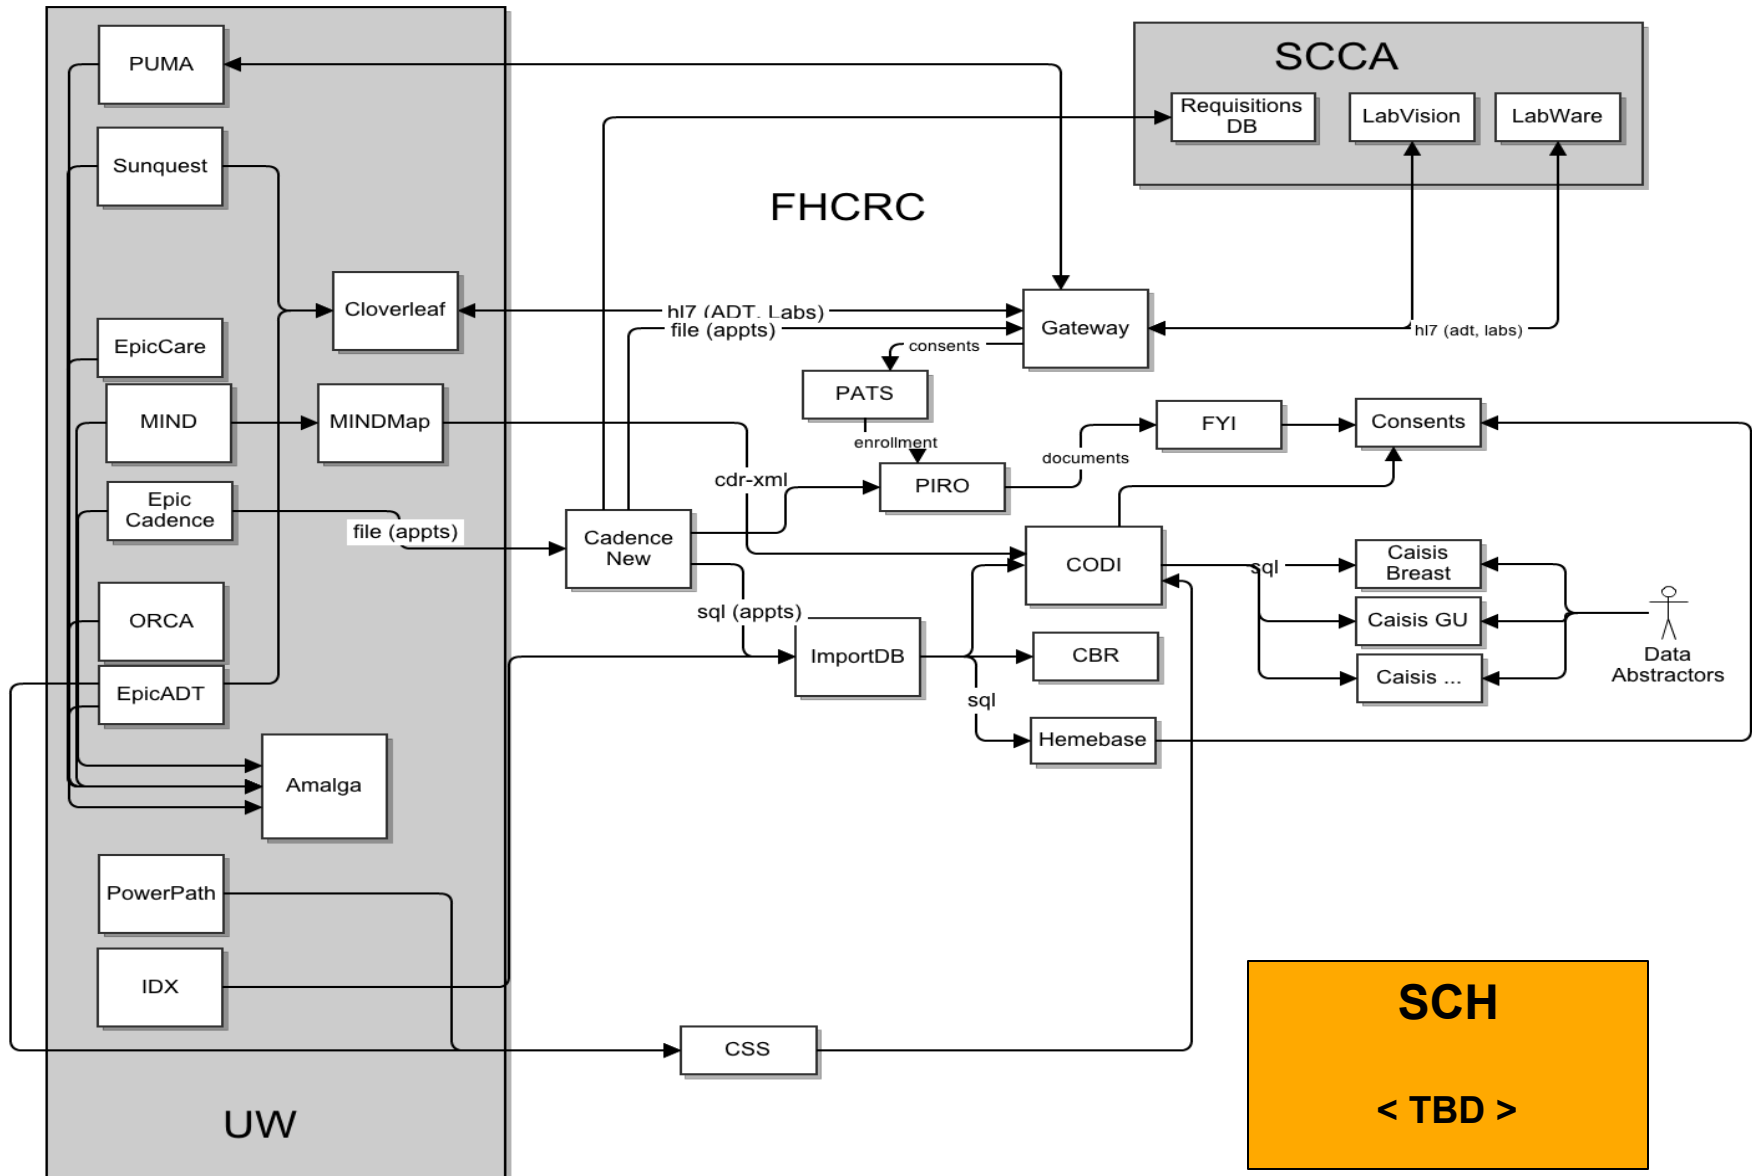 PUMA
SCCA
Requisitions
DB
LabVision
LabWare
Sunquest
FHCRC
Cloverleaf
hl7 (ADT, Labs)
file (appts)
Gateway
hl7 (adt, labs)
EpicCare
consents
PATS
MIND
MINDMap
FYI
Consents
enrollment
documents
cdr-xml
PIRO
Epic
Cadence
file (appts)
Cadence
New
CODI
sql
Caisis
Breast
sql (appts)
Caisis GU
ORCA
ImportDB
CBR
Caisis ...
Data
Abstractors
EpicADT
sql
Hemebase
Amalga
PowerPath
IDX
SCH
CSS
< TBD >
UW